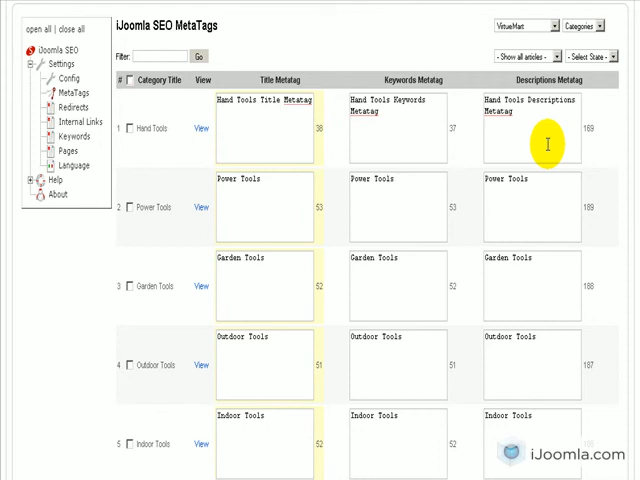 iJoomla SEO MetaTags
VirtueMart
Categories
open all | close all
Filter:
Go
- Show all articles -
- Select State -
iJoomla SEO
Settings
Config
MetaTags
Redirects
Internal Links
Keywords
Pages
Language
Help
About
# Category Title View Title Metatag Keywords Metatag Descriptions Metatag
1 Hand Tools View
Hand Tools Title Metatag
38
Hand Tools Keywords
Metatag
37
Hand Tools Descriptions
Metatag
169
2 Power Tools View
Power Tools
53
Power Tools
53
Power Tools
189
3 Garden Tools View
Garden Tools
52
Garden Tools
52
Garden Tools
188
4 Outdoor Tools View
Outdoor Tools
51
Outdoor Tools
51
Outdoor Tools
187
5 Indoor Tools View
Indoor Tools
52
Indoor Tools
52
Indoor Tools
iJoomla.com